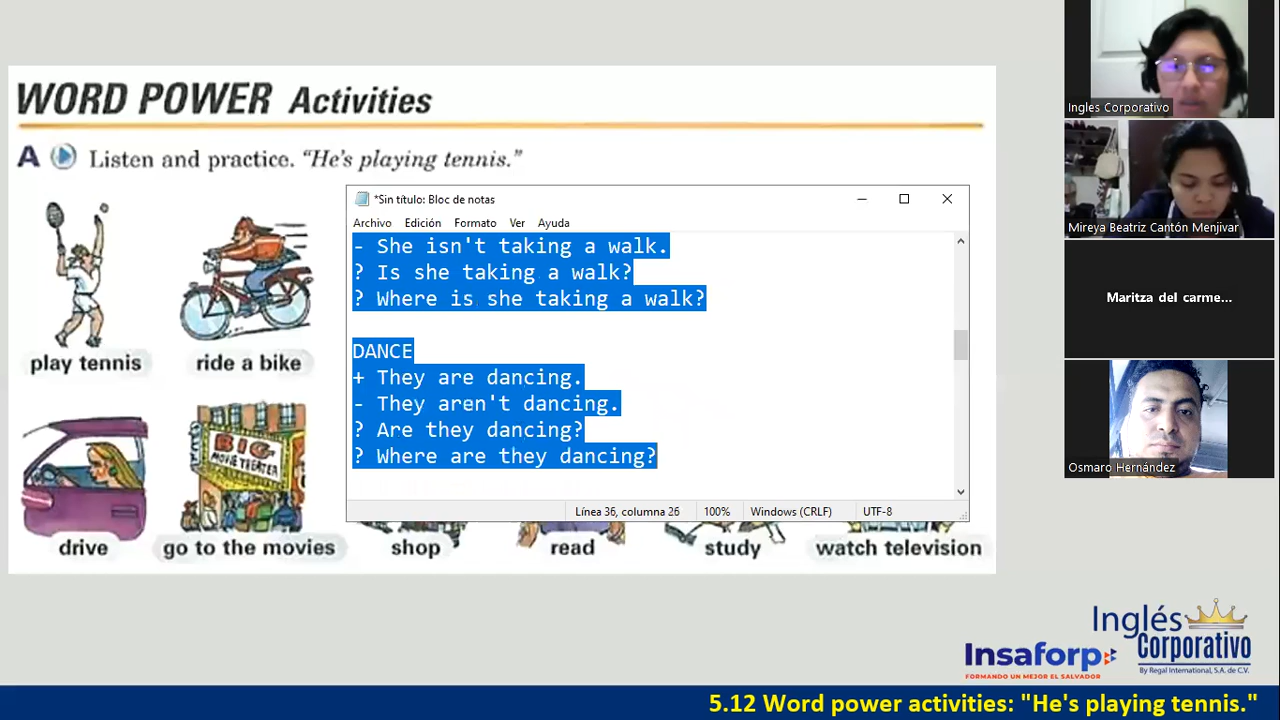 WORD POWER Activities
A Listen and practice. "He's playing tennis."
play tennis
ride a bike
drive
go to the movies
shop
read
study
watch television
BIG
MOVIE THEATER
*Sin título: Bloc de notas
Archivo Edición Formato Ver Ayuda
- She isn't taking a walk.
? Is she taking a walk?
? Where is she taking a walk?
DANCE
+ They are dancing.
- They aren't dancing.
? Are they dancing?
? Where are they dancing?
Línea 36, columna 26 100% Windows (CRLF) UTF-8
Ingles Corporativo
Mireya Beatriz Cantón Menjivar
Maritza del carme...
Osmaro Hernández
Insaforp
FORMANDO UN MEJOR EL SALVADOR
Inglés
Corporativo
By Regal International, S.A. de C.V.
5.12 Word power activities: "He's playing tennis."